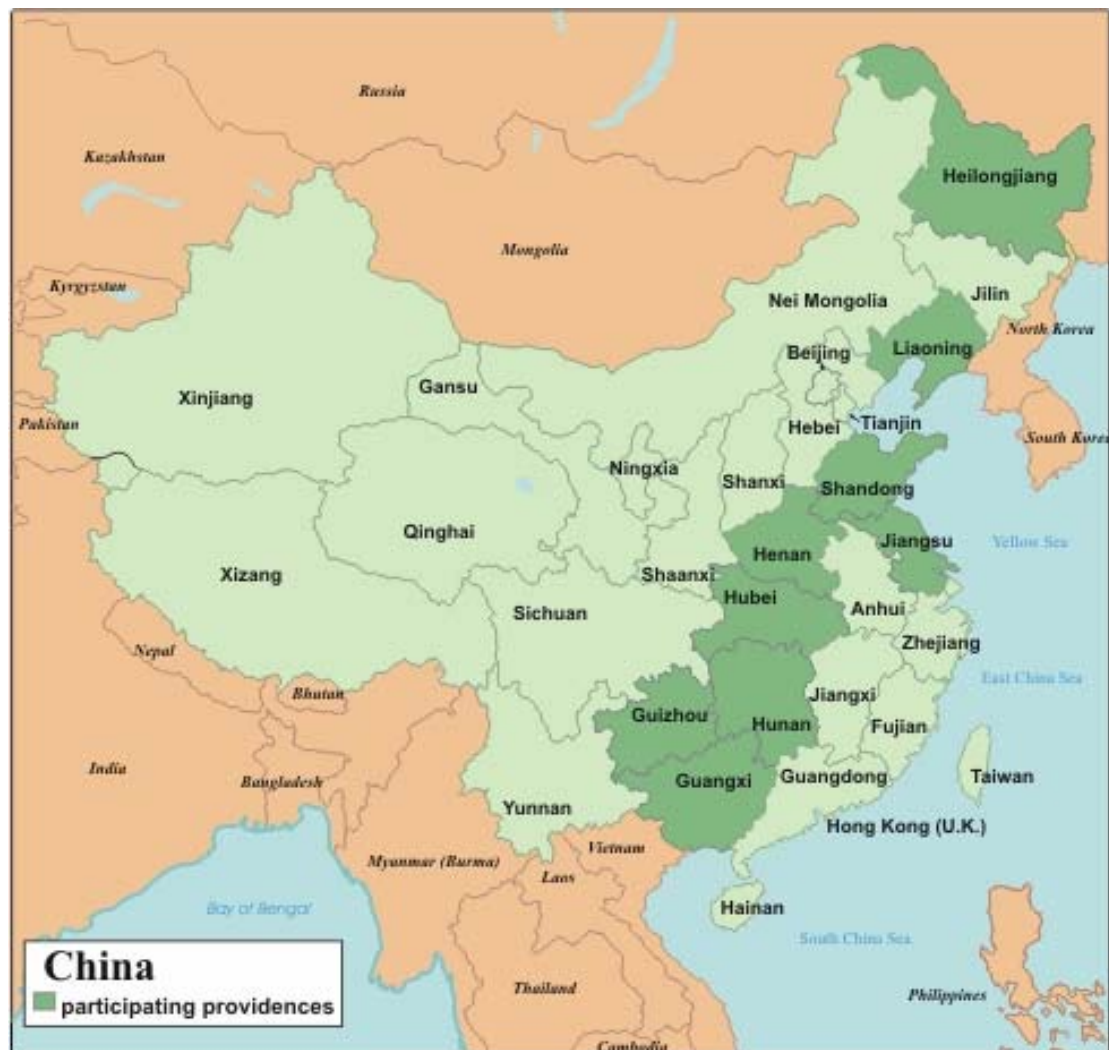 Russia
Kazakhstan
Heilongjiang
Mongolia
Kyrgyzstan
Nei Mongolia
Jilin
North Korea
Beijing
Liaoning
Gansu
Xinjiang
Pakistan
Tianjin
Hebei
South Korea
Ningxia
Shanxi
Shandong
Qinghai
Jiangsu
Yellow Sea
Henan
Xizang
Shaanxi
Hubei
Sichuan
Anhui
Zhejiang
Nepal
East China Sea
Bhutan
Jiangxi
Guizhou
Hunan
Fujian
India
Bangladesh
Guangxi
Guangdong
Taiwan
Yunnan
Hong Kong (U.K.)
Vietnam
Myanmar (Burma)
Laos
Bay of Bengal
Hainan
South China Sea
China
participating providences
Thailand
Philippines
Cambodia